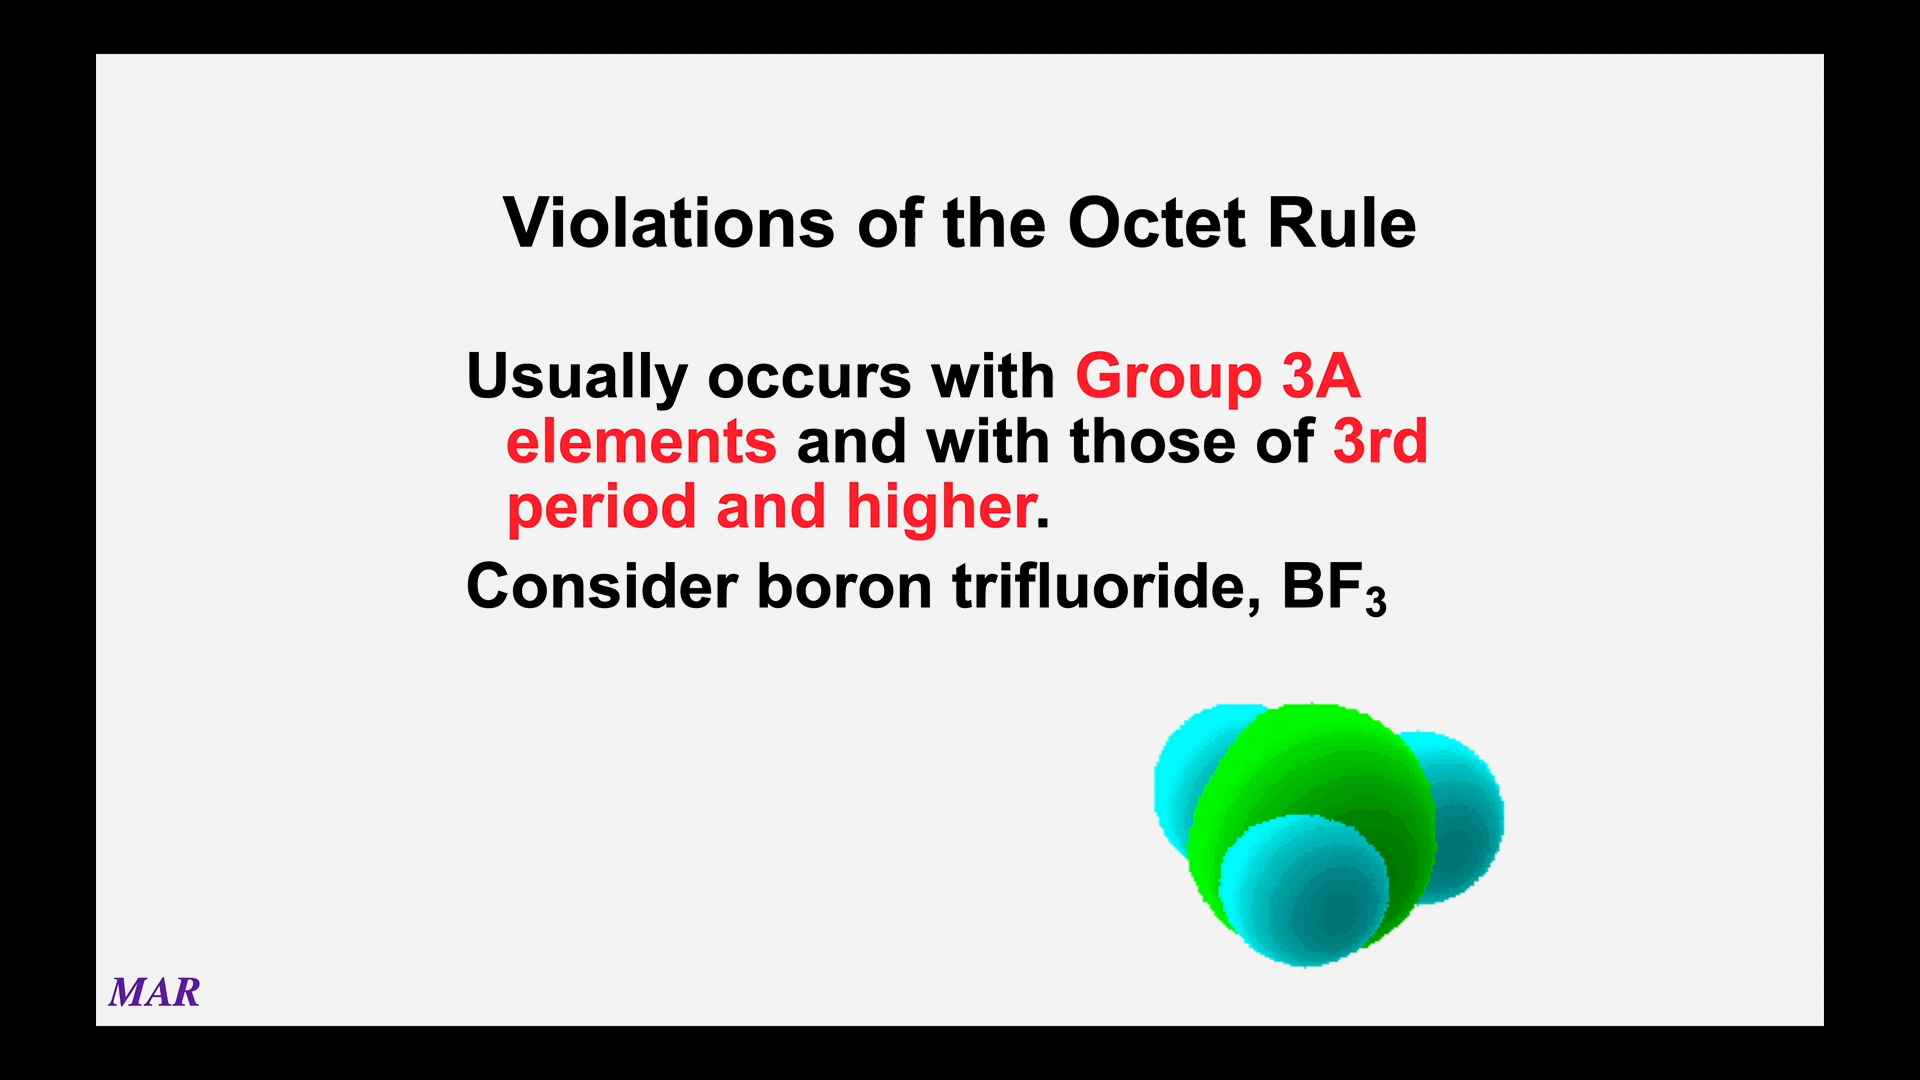 Violations of the Octet Rule
Usually occurs with Group 3A
elements and with those of 3rd
period and higher.
Consider boron trifluoride, BF₃
MAR